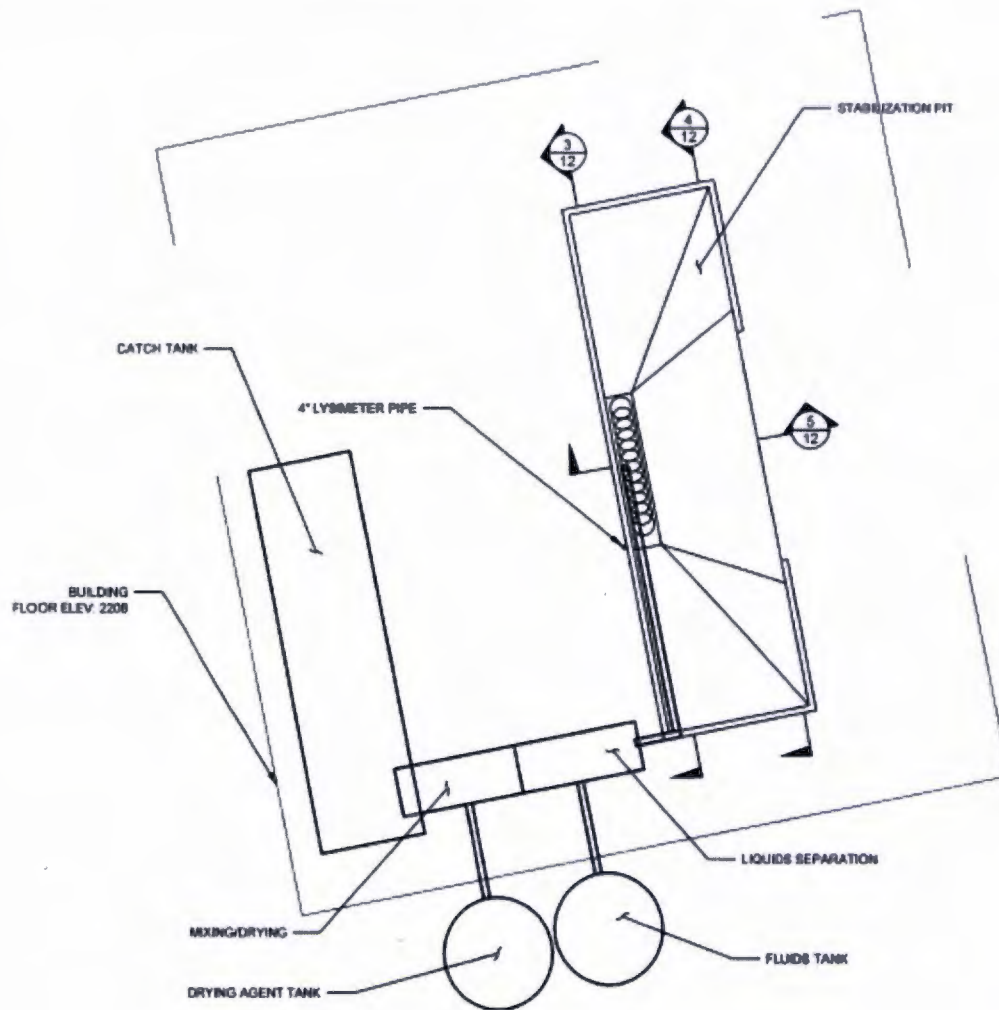 STABILIZATION PIT
3
12
4
12
CATCH TANK
4" LYSIMETER PIPE
5
12
BUILDING
FLOOR ELEV: 2208
LIQUIDS SEPARATION
MIXING/DRYING
FLUIDS TANK
DRYING AGENT TANK